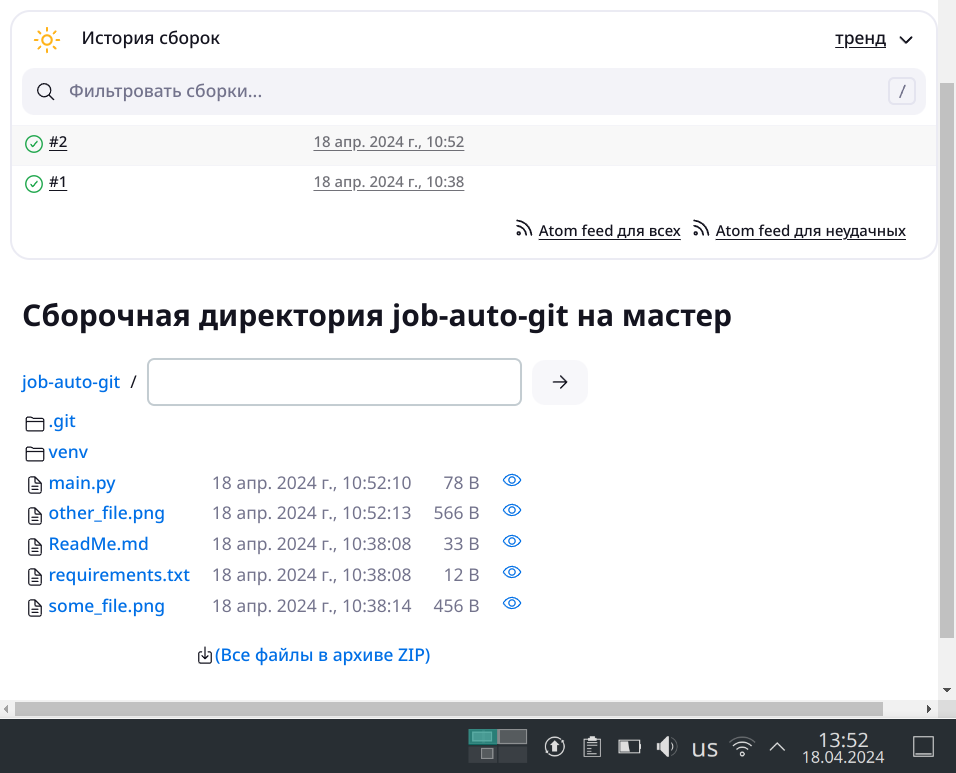 История сборок тренд
Фильтровать сборки... /
#2 18 апр. 2024 г., 10:52
#1 18 апр. 2024 г., 10:38
Atom feed для всех Atom feed для неудачных
Сборочная директория job-auto-git на мастер
job-auto-git /
.git
venv
main.py 18 апр. 2024 г., 10:52:10 78 B
other_file.png 18 апр. 2024 г., 10:52:13 566 B
ReadMe.md 18 апр. 2024 г., 10:38:08 33 B
requirements.txt 18 апр. 2024 г., 10:38:08 12 B
some_file.png 18 апр. 2024 г., 10:38:14 456 B
(Все файлы в архиве ZIP)
us 13:52
18.04.2024